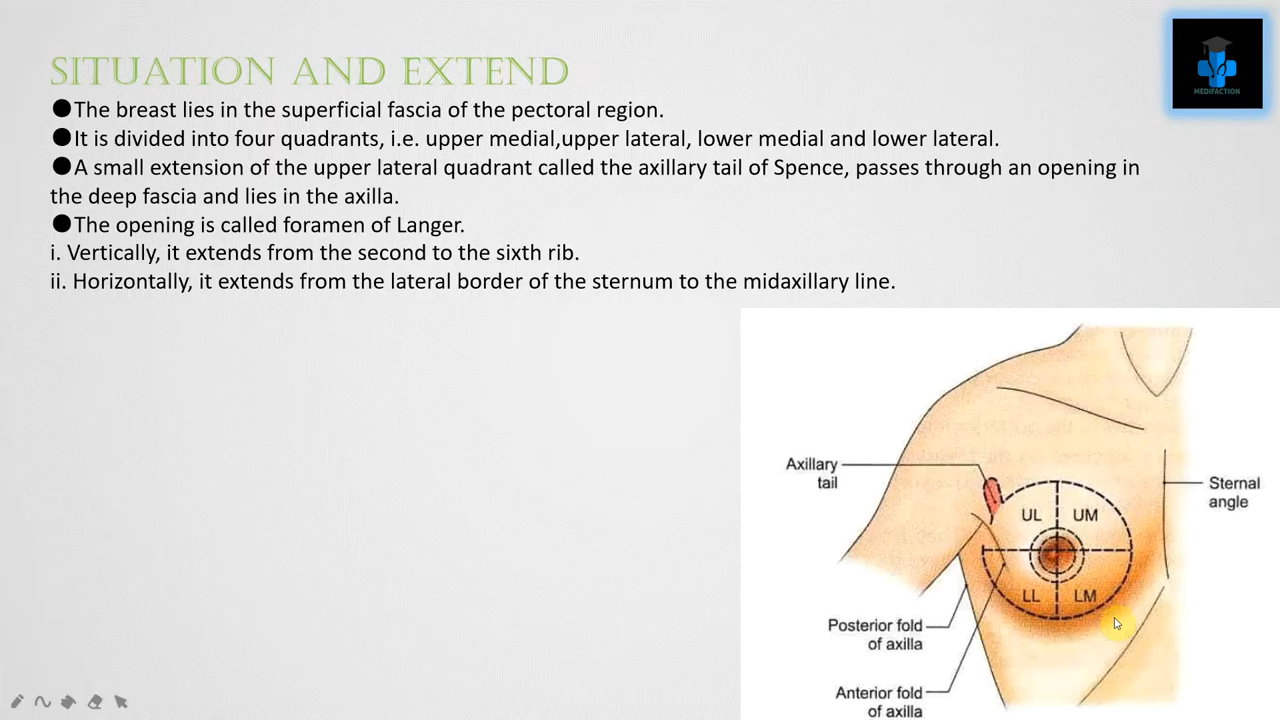 SITUATION AND EXTEND
●The breast lies in the superficial fascia of the pectoral region.
●It is divided into four quadrants, i.e. upper medial,upper lateral, lower medial and lower lateral.
●A small extension of the upper lateral quadrant called the axillary tail of Spence, passes through an opening in
the deep fascia and lies in the axilla.
●The opening is called foramen of Langer.
i. Vertically, it extends from the second to the sixth rib.
ii. Horizontally, it extends from the lateral border of the sternum to the midaxillary line.
MEDIFACTION
Axillary
tail
Sternal
angle
UL UM
LL LM
Posterior fold
of axilla
Anterior fold
of axilla